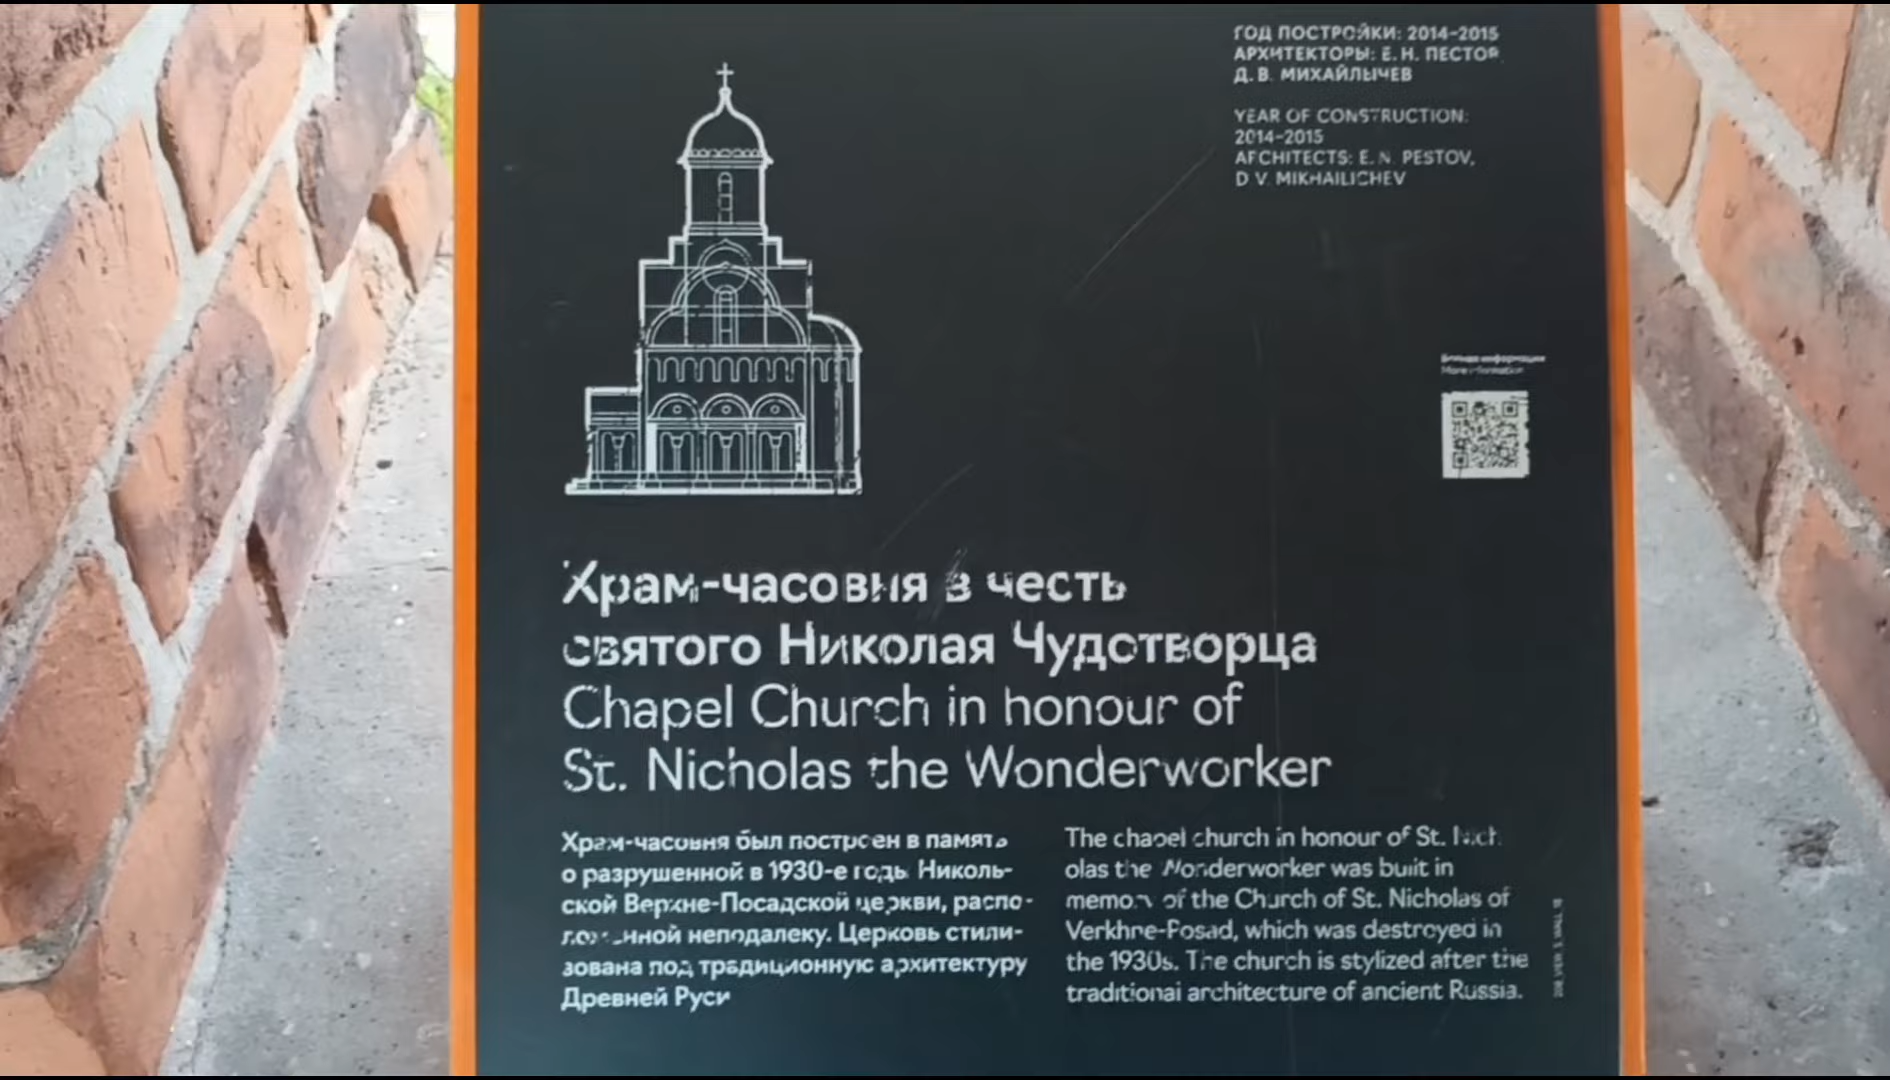 ГОД ПОСТРОЙКИ: 2014–2015
АРХИТЕКТОРЫ: Е. Н. ПЕСТОВ,
Д. В. МИХАЙЛЫЧЕВ
YEAR OF CONSTRUCTION:
2014–2015
ARCHITECTS: E. N. PESTOV,
D. V. MIKHAILICHEV
Больше информации
More information
Храм-часовня в честь
святого Николая Чудотворца
Chapel Church in honour of
St. Nicholas the Wonderworker
Храм-часовня был построен в память
о разрушенной в 1930-е годы Николь-
ской Верхне-Посадской церкви, распо-
ложенной неподалеку. Церковь стили-
зована под традиционную архитектуру
Древней Руси
The chapel church in honour of St. Nich
olas the Wonderworker was built in
memory of the Church of St. Nicholas of
Verkhne-Posad, which was destroyed in
the 1930s. The church is stylized after the
traditional architecture of ancient Russia.